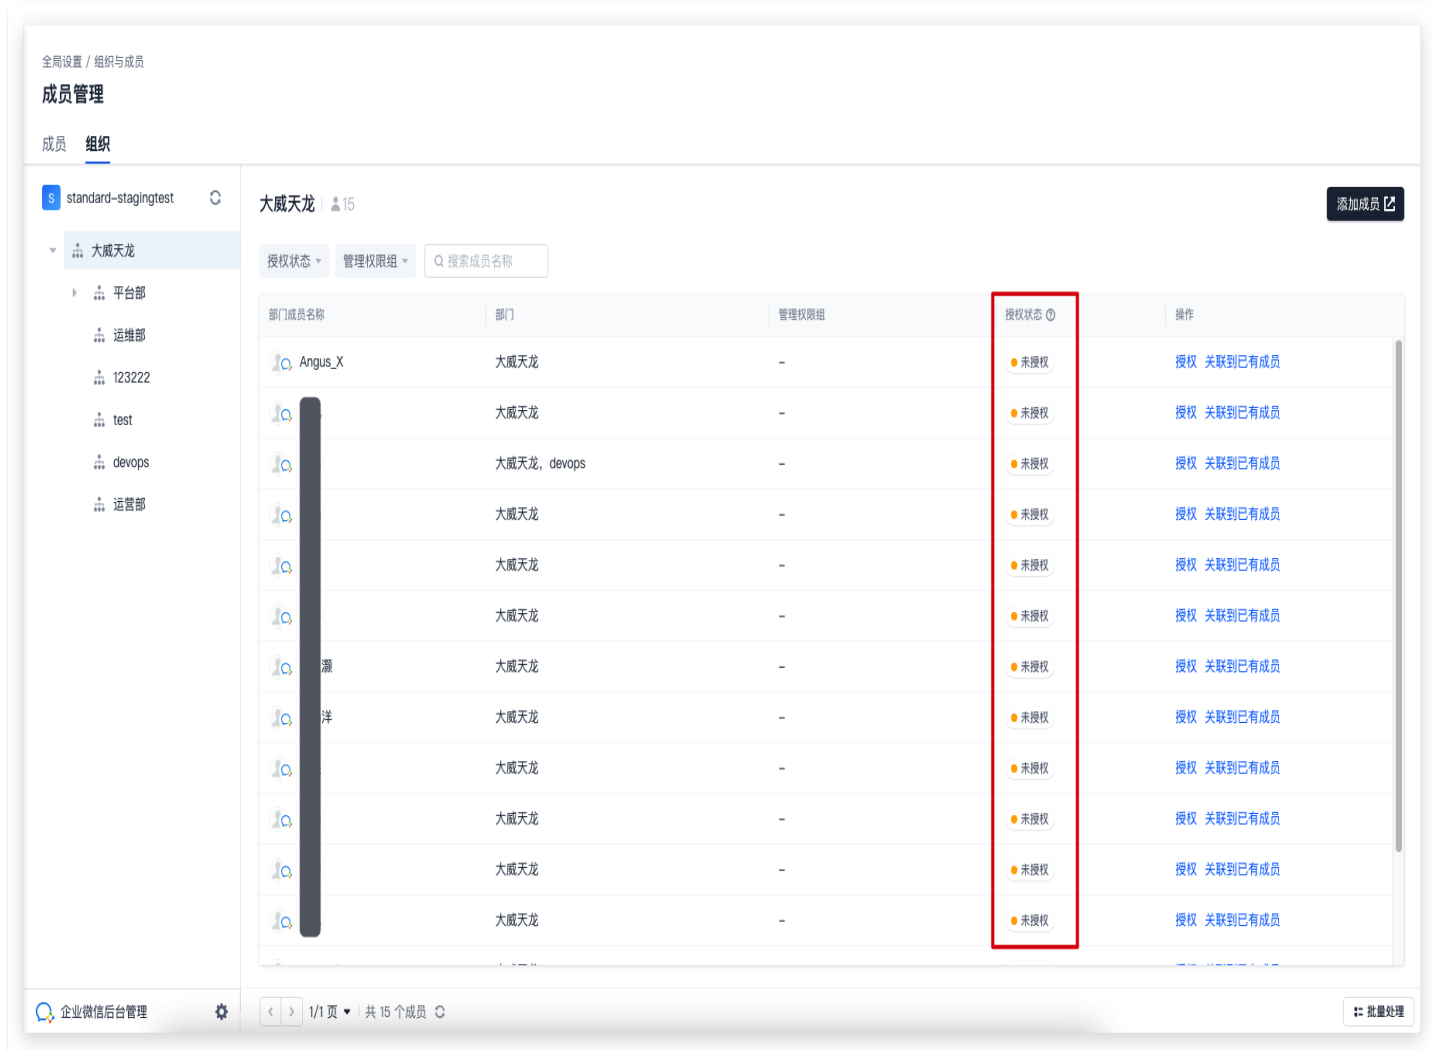 全局设置 / 组织与成员
成员管理
成员 组织
S standard-stagingtest
大威天龙
平台部
运维部
123222
test
devops
运营部
企业微信后台管理
大威天龙 15
添加成员
授权状态 管理权限组 搜索成员名称
部门成员名称 部门 管理权限组 授权状态 操作
Angus_X 大威天龙 - 未授权 授权 关联到已有成员
大威天龙 - 未授权 授权 关联到已有成员
大威天龙, devops - 未授权 授权 关联到已有成员
大威天龙 - 未授权 授权 关联到已有成员
大威天龙 - 未授权 授权 关联到已有成员
大威天龙 - 未授权 授权 关联到已有成员
灏 大威天龙 - 未授权 授权 关联到已有成员
洋 大威天龙 - 未授权 授权 关联到已有成员
大威天龙 - 未授权 授权 关联到已有成员
大威天龙 - 未授权 授权 关联到已有成员
大威天龙 - 未授权 授权 关联到已有成员
大威天龙 - 未授权 授权 关联到已有成员
1/1 页 共 15 个成员
批量处理